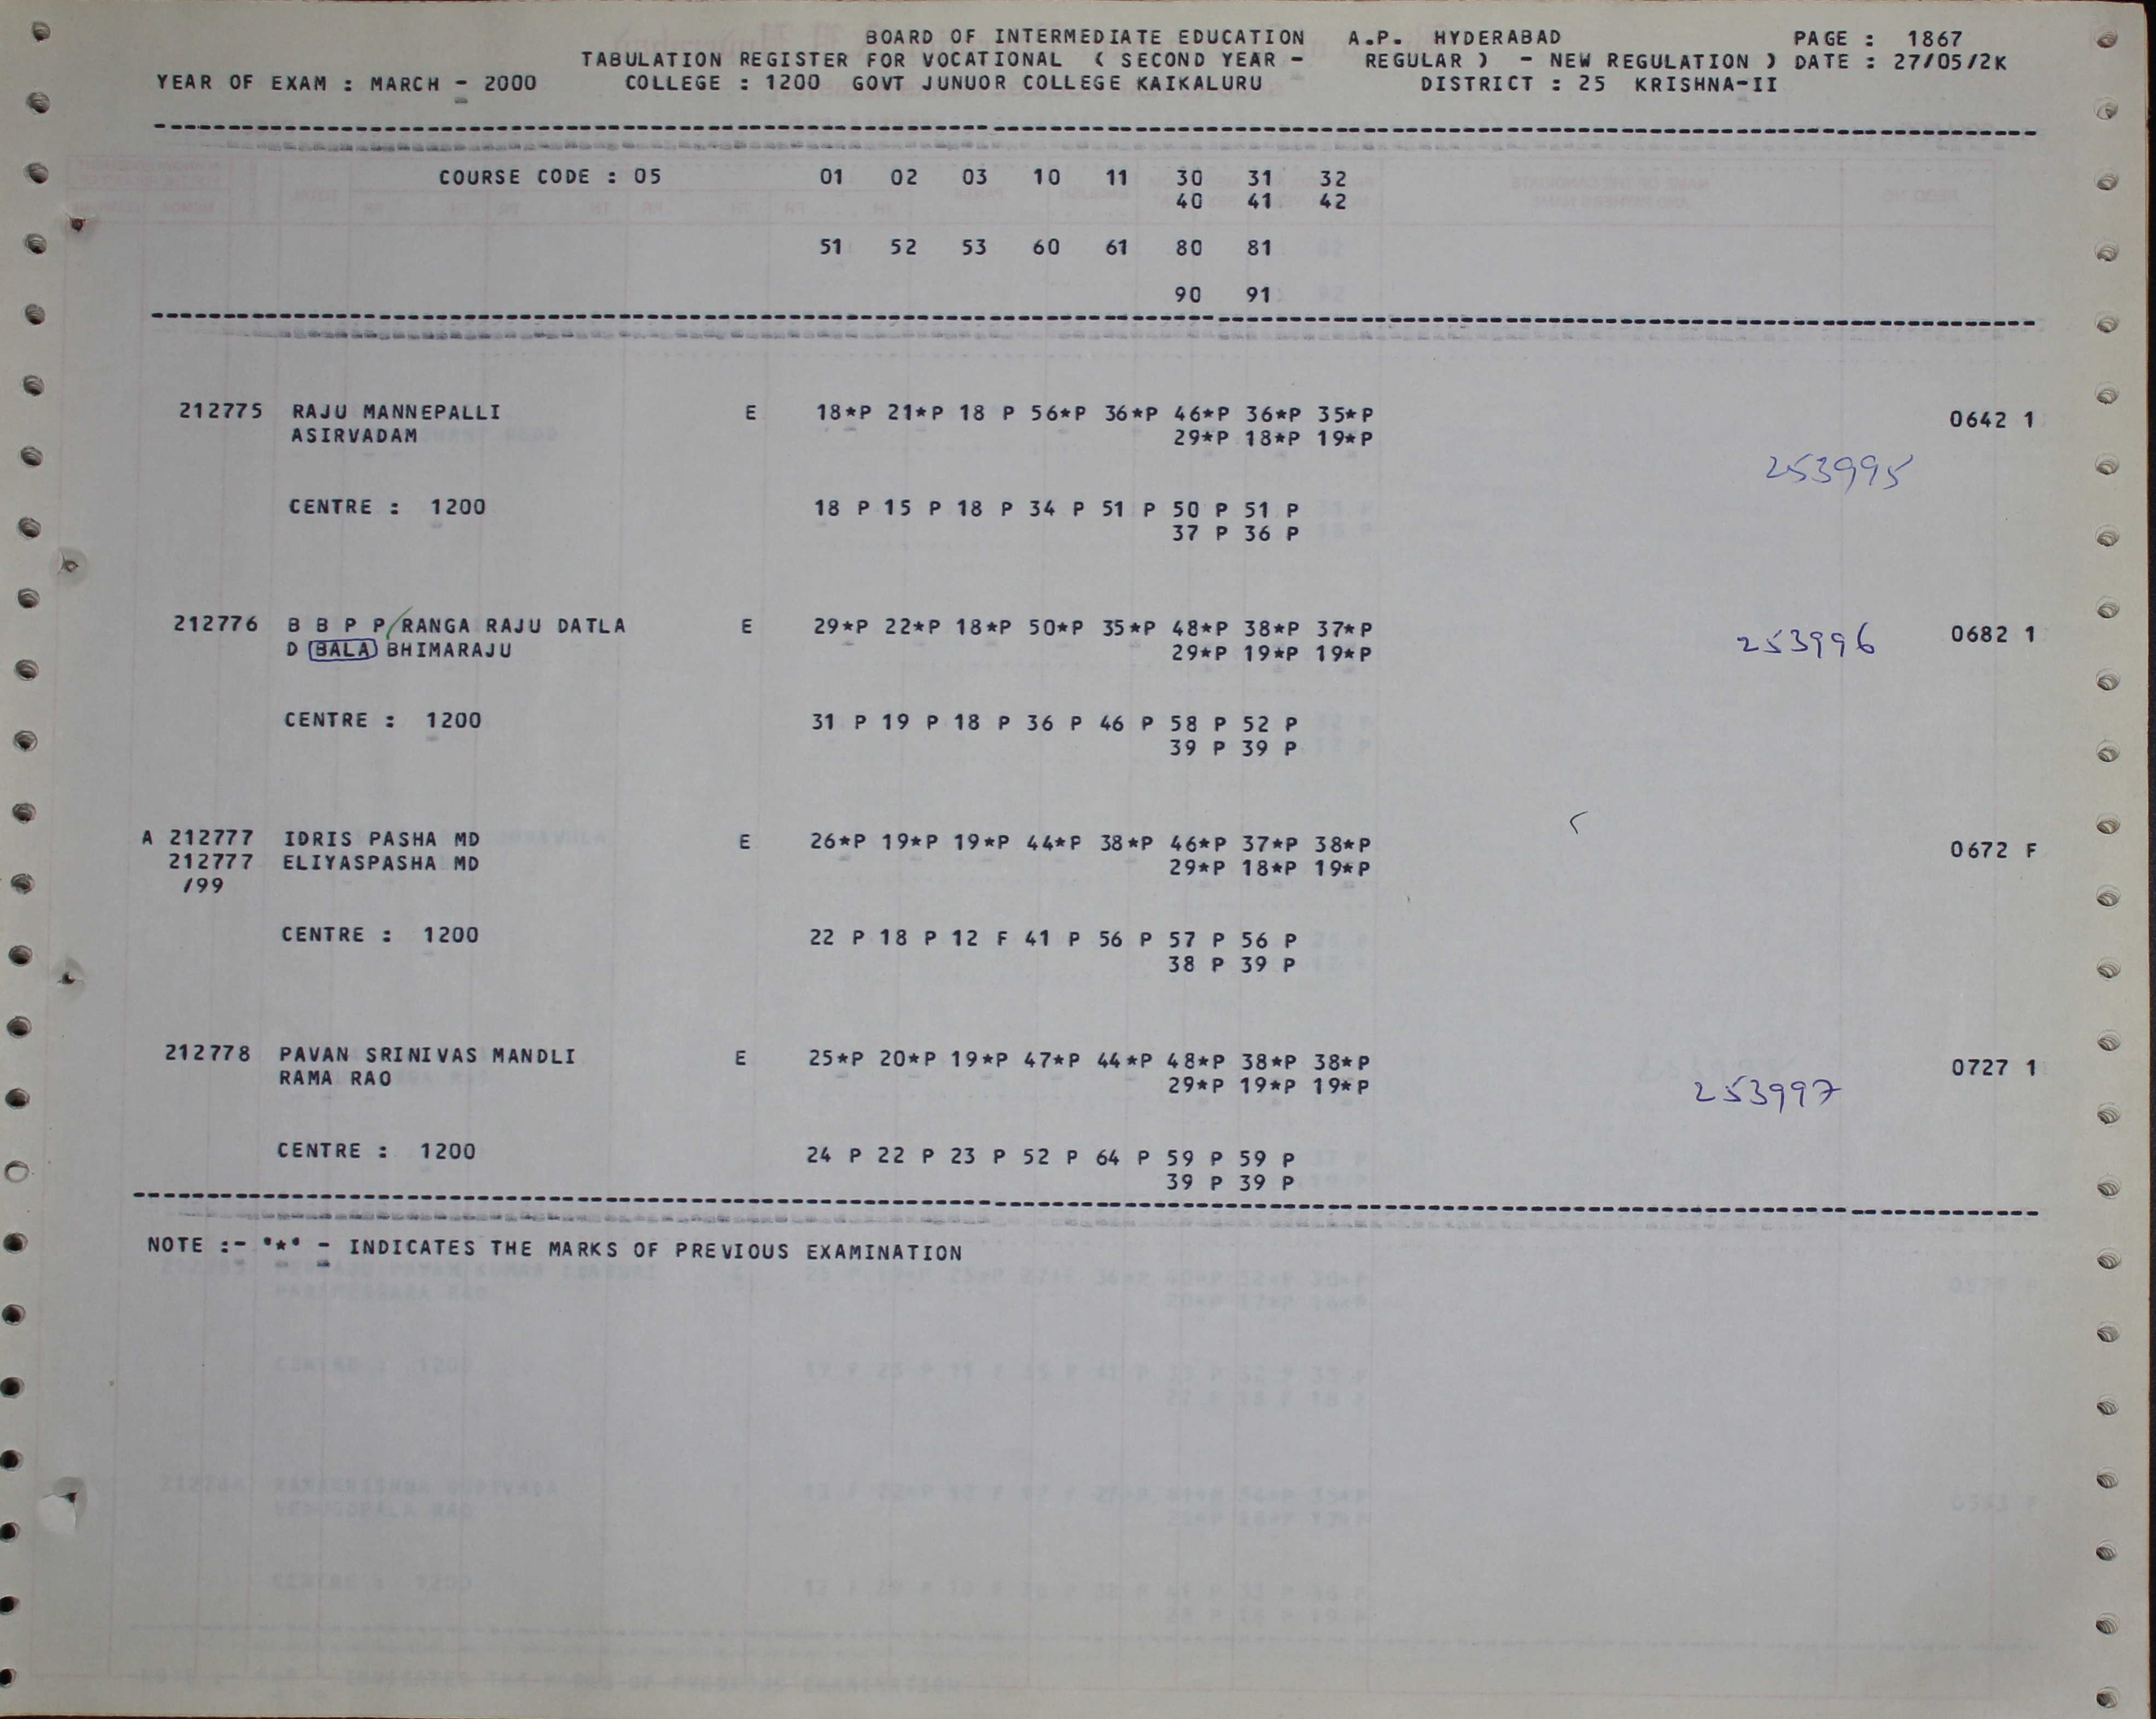 BOARD OF INTERMEDIATE EDUCATION A.P. HYDERABAD PAGE : 1867
TABULATION REGISTER FOR VOCATIONAL ( SECOND YEAR - REGULAR ) - NEW REGULATION ) DATE : 27/05/2K
YEAR OF EXAM : MARCH - 2000 COLLEGE : 1200 GOVT JUNUOR COLLEGE KAIKALURU DISTRICT : 25 KRISHNA-II
COURSE CODE : 05 01 02 03 10 11 30 31 32
40 41 42
51 52 53 60 61 80 81
90 91
212775 RAJU MANNEPALLI E 18*P 21*P 18 P 56*P 36*P 46*P 36*P 35*P 0642 1
ASIRVADAM 29*P 18*P 19*P
253995
CENTRE : 1200 18 P 15 P 18 P 34 P 51 P 50 P 51 P
37 P 36 P
212776 B B P P RANGA RAJU DATLA E 29*P 22*P 18*P 50*P 35*P 48*P 38*P 37*P 253996 0682 1
D BALA BHIMARAJU 29*P 19*P 19*P
CENTRE : 1200 31 P 19 P 18 P 36 P 46 P 58 P 52 P
39 P 39 P
A 212777 IDRIS PASHA MD E 26*P 19*P 19*P 44*P 38*P 46*P 37*P 38*P 0672 F
212777 ELIYASPASHA MD 29*P 18*P 19*P
/99
CENTRE : 1200 22 P 18 P 12 F 41 P 56 P 57 P 56 P
38 P 39 P
212778 PAVAN SRINIVAS MANDLI E 25*P 20*P 19*P 47*P 44*P 48*P 38*P 38*P 0727 1
RAMA RAO 29*P 19*P 19*P
253997
CENTRE : 1200 24 P 22 P 23 P 52 P 64 P 59 P 59 P
39 P 39 P
NOTE :- '*' - INDICATES THE MARKS OF PREVIOUS EXAMINATION